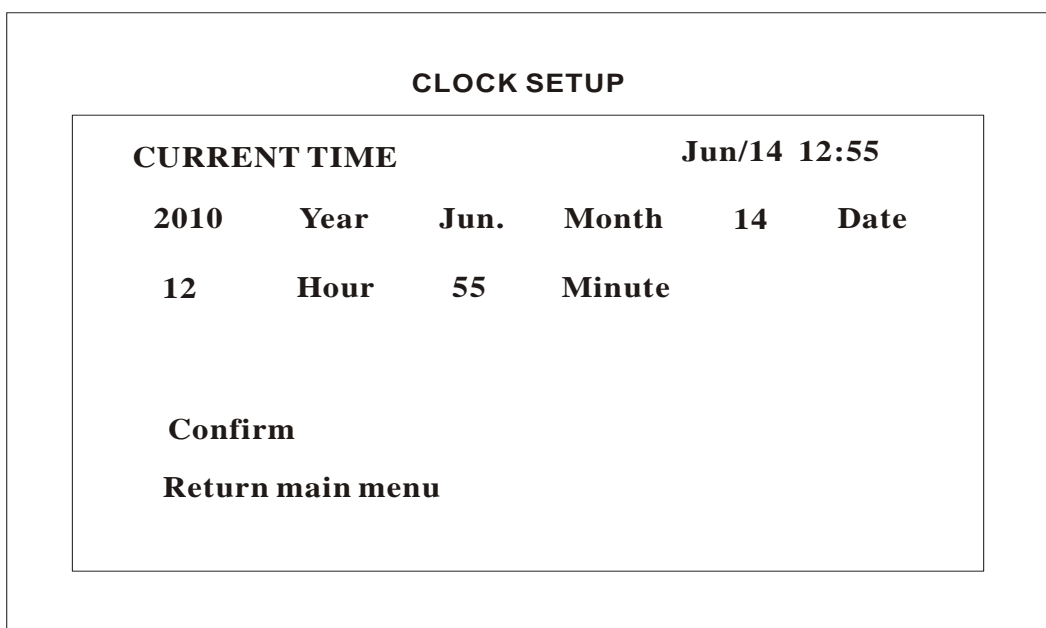 CLOCK SETUP
CURRENT TIME Jun/14 12:55
2010 Year Jun. Month 14 Date
12 Hour 55 Minute
Confirm
Return main menu